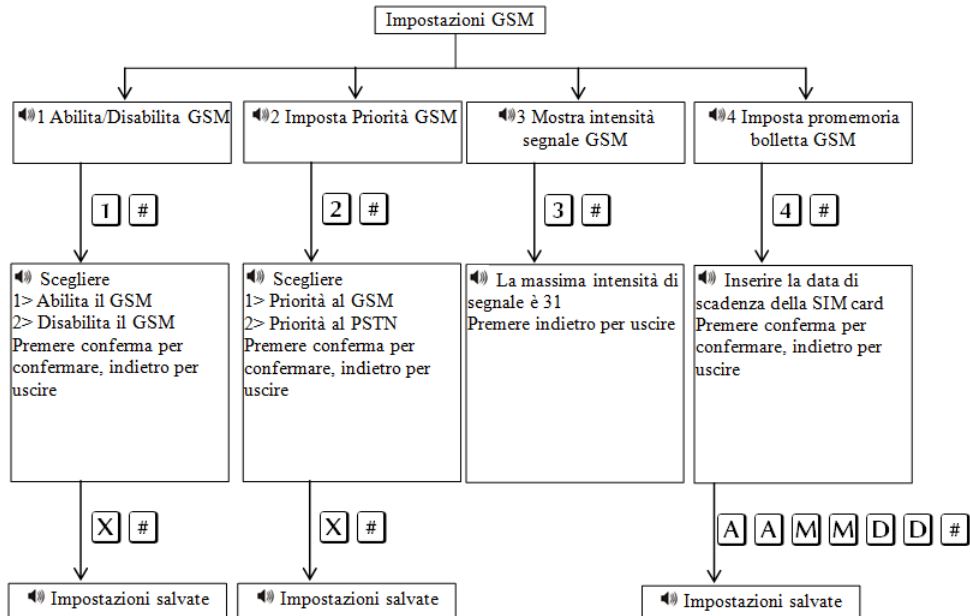 Impostazioni GSM
1 Abilita/Disabilita GSM
2 Imposta Priorità GSM
3 Mostra intensità
segnale GSM
4 Imposta promemoria
bolletta GSM
1 #
2 #
3 #
4 #
Scegliere
1> Abilita il GSM
2> Disabilita il GSM
Premere conferma per
confermare, indietro per
uscire
Scegliere
1> Priorità al GSM
2> Priorità al PSTN
Premere conferma per
confermare, indietro per
uscire
La massima intensità di
segnale è 31
Premere indietro per uscire
Inserire la data di
scadenza della SIM card
Premere conferma per
confermare, indietro per
uscire
X #
X #
A A M M D D #
Impostazioni salvate
Impostazioni salvate
Impostazioni salvate